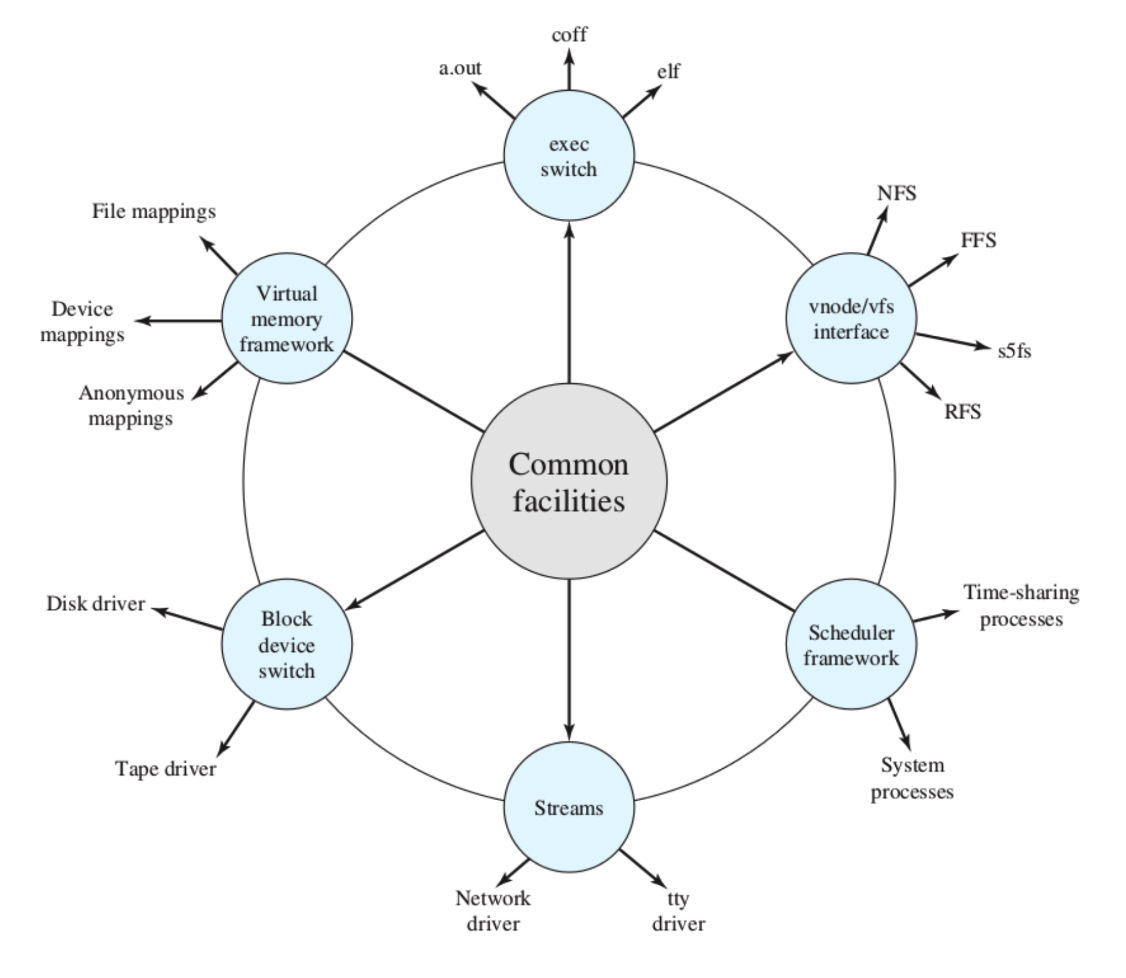 coff
a.out
elf
exec
switch
NFS
FFS
s5fs
RFS
vnode/vfs
interface
File mappings
Device
mappings
Anonymous
mappings
Virtual
memory
framework
Common
facilities
Disk driver
Tape driver
Block
device
switch
Scheduler
framework
Time-sharing
processes
System
processes
Streams
Network
driver
tty
driver